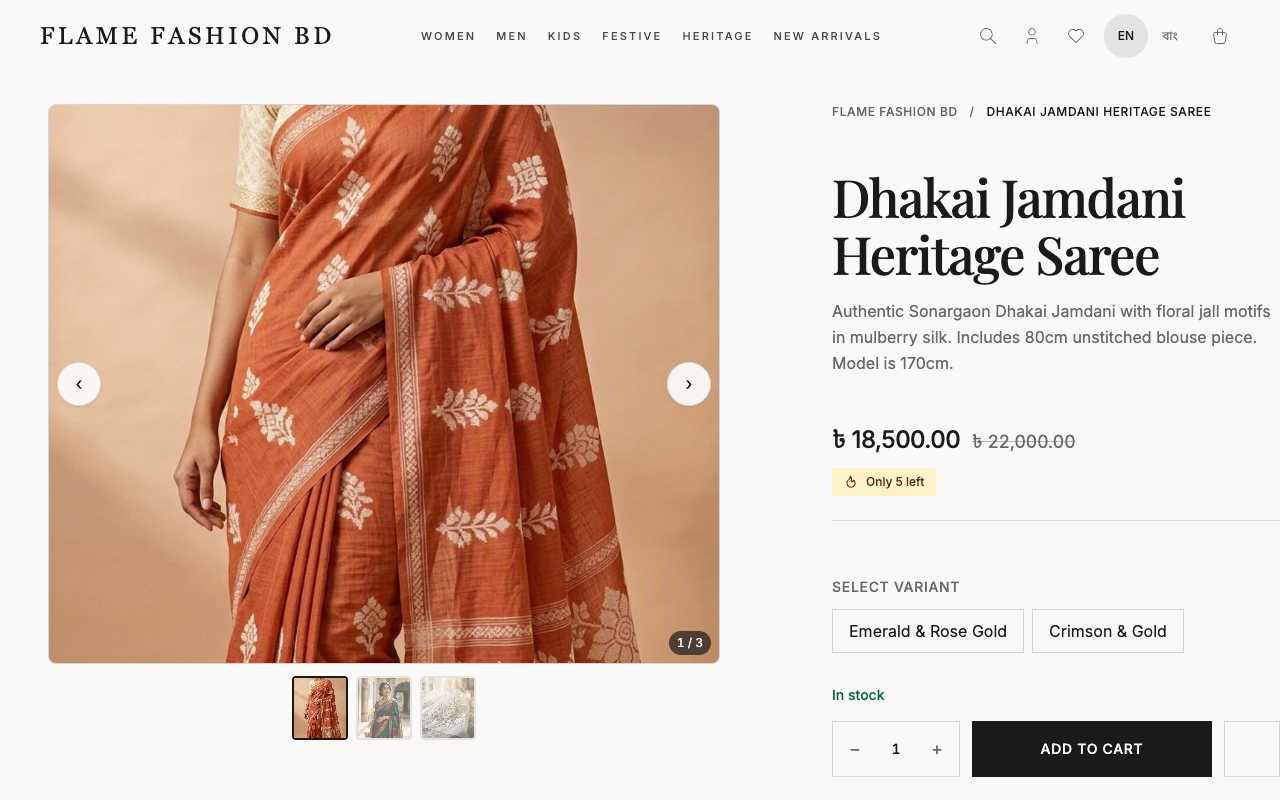 FLAME FASHION BD
WOMEN MEN KIDS FESTIVE HERITAGE NEW ARRIVALS
EN বাং
FLAME FASHION BD / DHAKAI JAMDANI HERITAGE SAREE
Dhakai Jamdani
Heritage Saree
Authentic Sonargaon Dhakai Jamdani with floral jall motifs
in mulberry silk. Includes 80cm unstitched blouse piece.
Model is 170cm.
৳ 18,500.00 ৳ 22,000.00
Only 5 left
‹ ›
1 / 3
SELECT VARIANT
Emerald & Rose Gold Crimson & Gold
In stock
− 1 + ADD TO CART